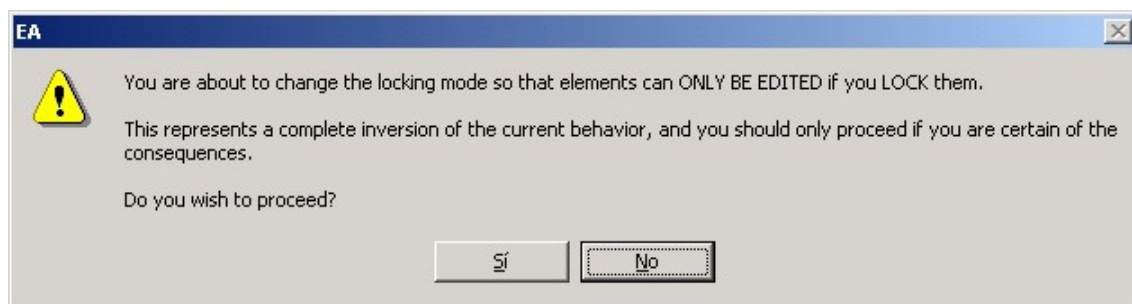 EA
You are about to change the locking mode so that elements can ONLY BE EDITED if you LOCK them.
This represents a complete inversion of the current behavior, and you should only proceed if you are certain of the
consequences.
Do you wish to proceed?
Sí No